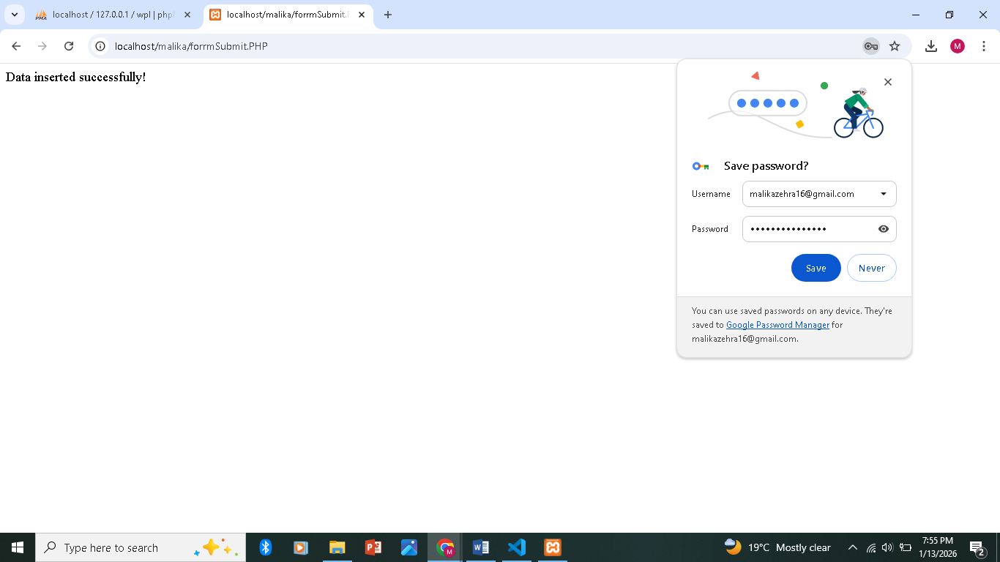 localhost / 127.0.0.1 / wpl | phpl
localhost/malika/forrmSubmit.P
localhost/malika/forrmSubmit.PHP
M
Data inserted successfully!
Save password?
Username
malikazehra16@gmail.com
Password
•••••••••••••••
Save
Never
You can use saved passwords on any device. They're
saved to Google Password Manager for
malikazehra16@gmail.com.
Type here to search
19°C Mostly clear
7:55 PM
1/13/2026
2